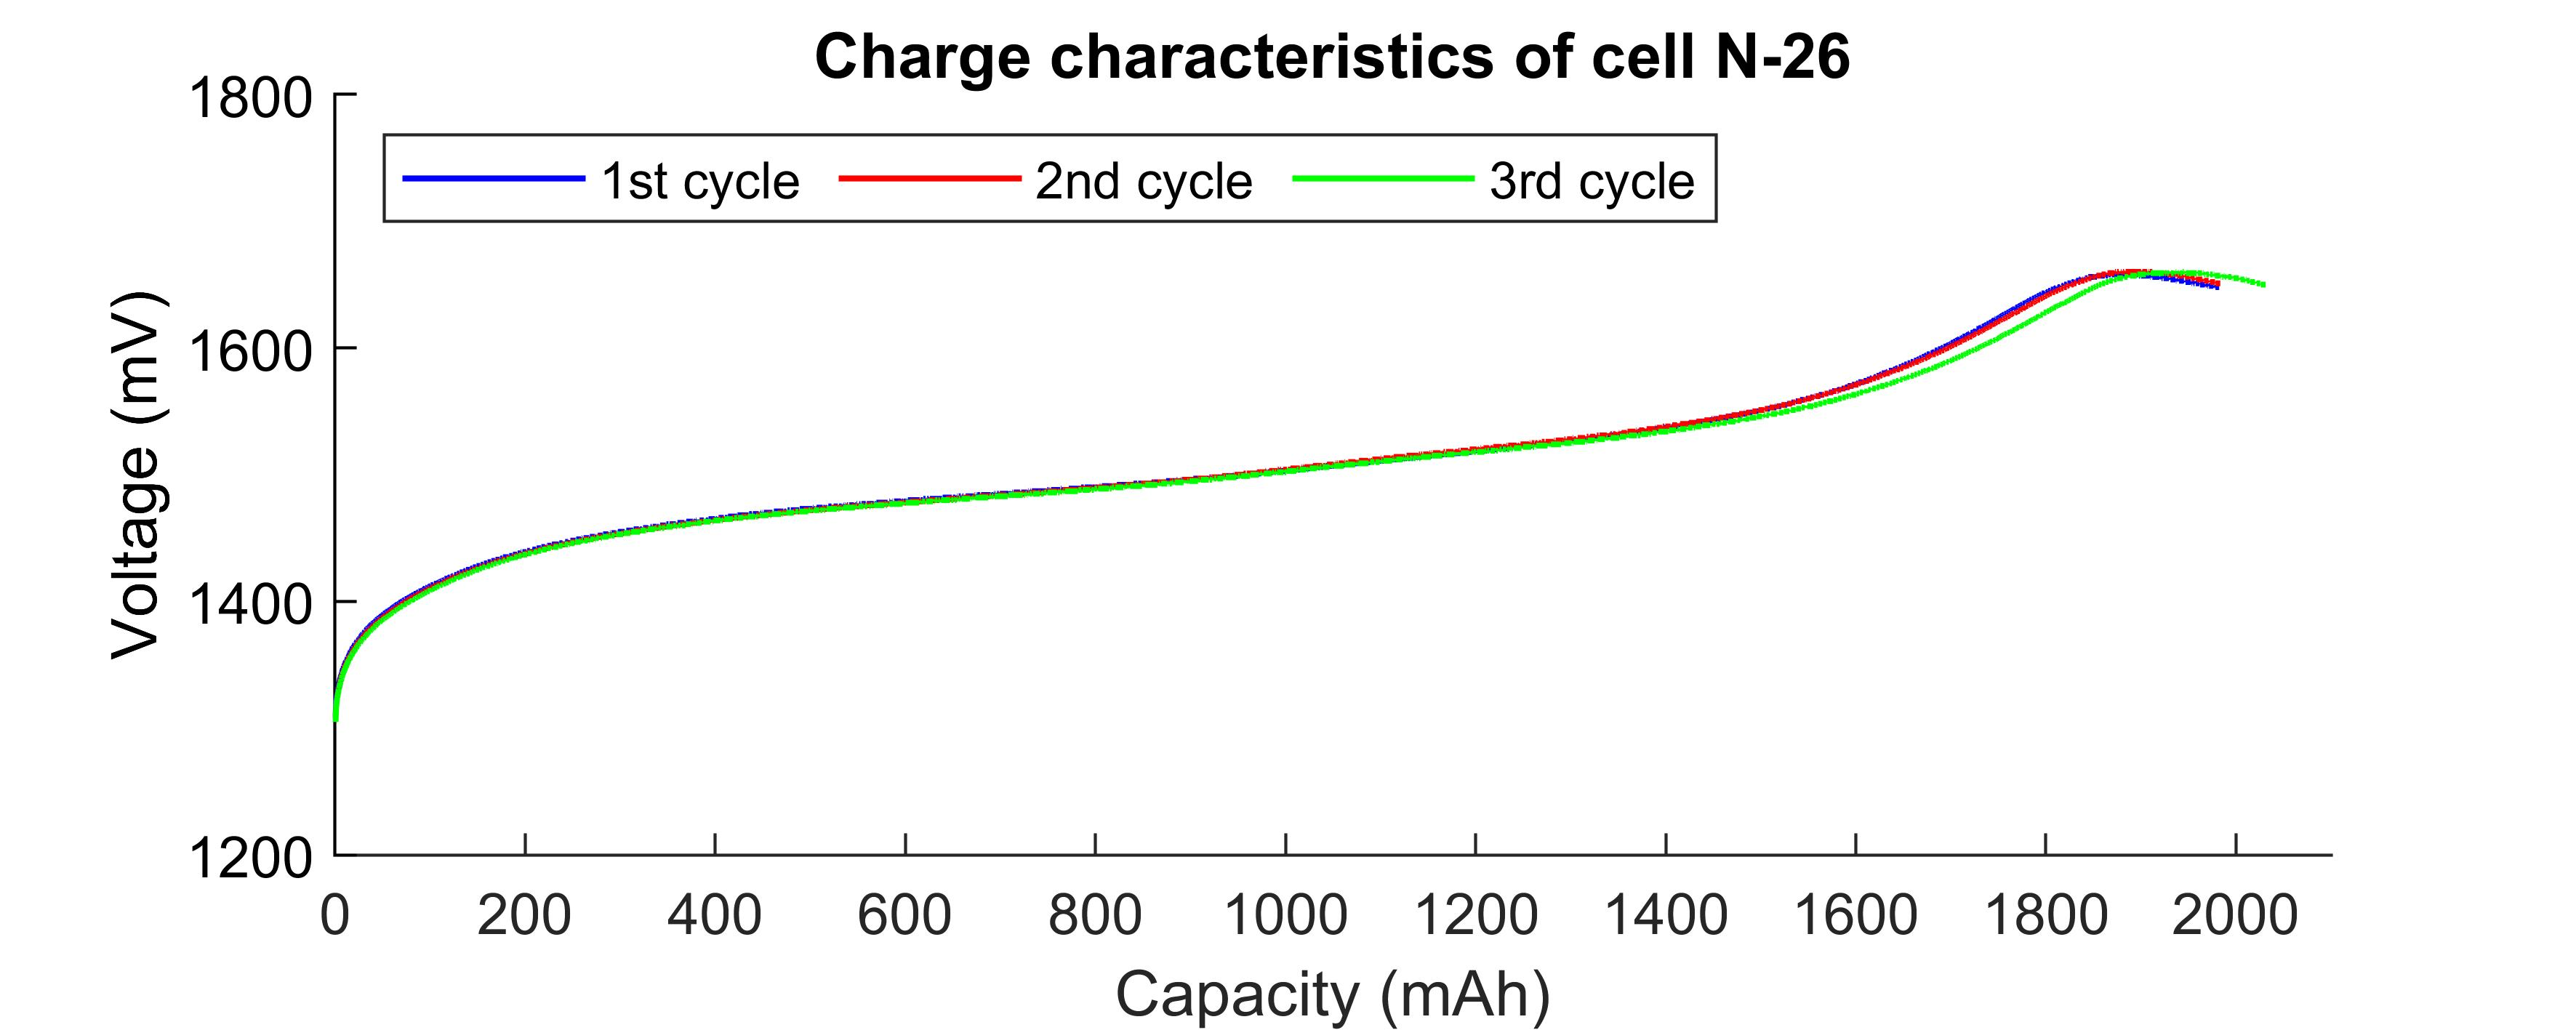 Charge characteristics of cell N-26
1800
1st cycle 2nd cycle 3rd cycle
1600
1400
1200
Voltage (mV)
0 200 400 600 800 1000 1200 1400 1600 1800 2000
Capacity (mAh)